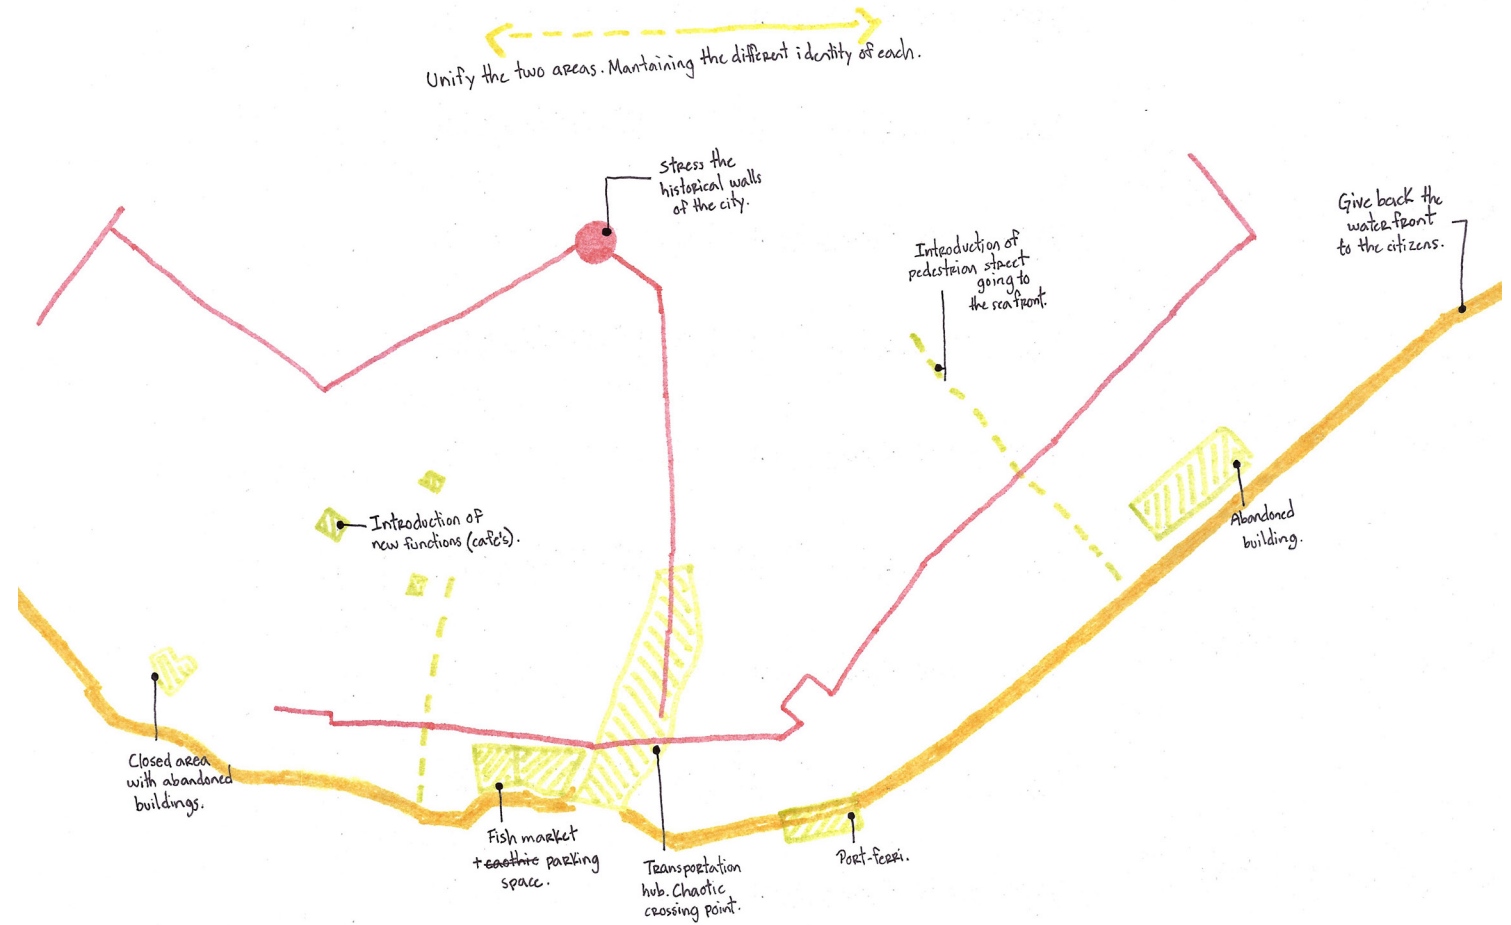 Unify the two areas. Mantaining the different identity of each.
Stress the
historical walls
of the city.
Introduction of
pedestrian street
going to
the seafront.
Give back the
waterfront
to the citizens.
Introduction of
new functions (cafe's).
Abandoned
building.
Closed area
with abandoned
buildings.
Fish market
+ caothic parking
space.
Transportation
hub. Chaotic
crossing point.
Port-ferri.